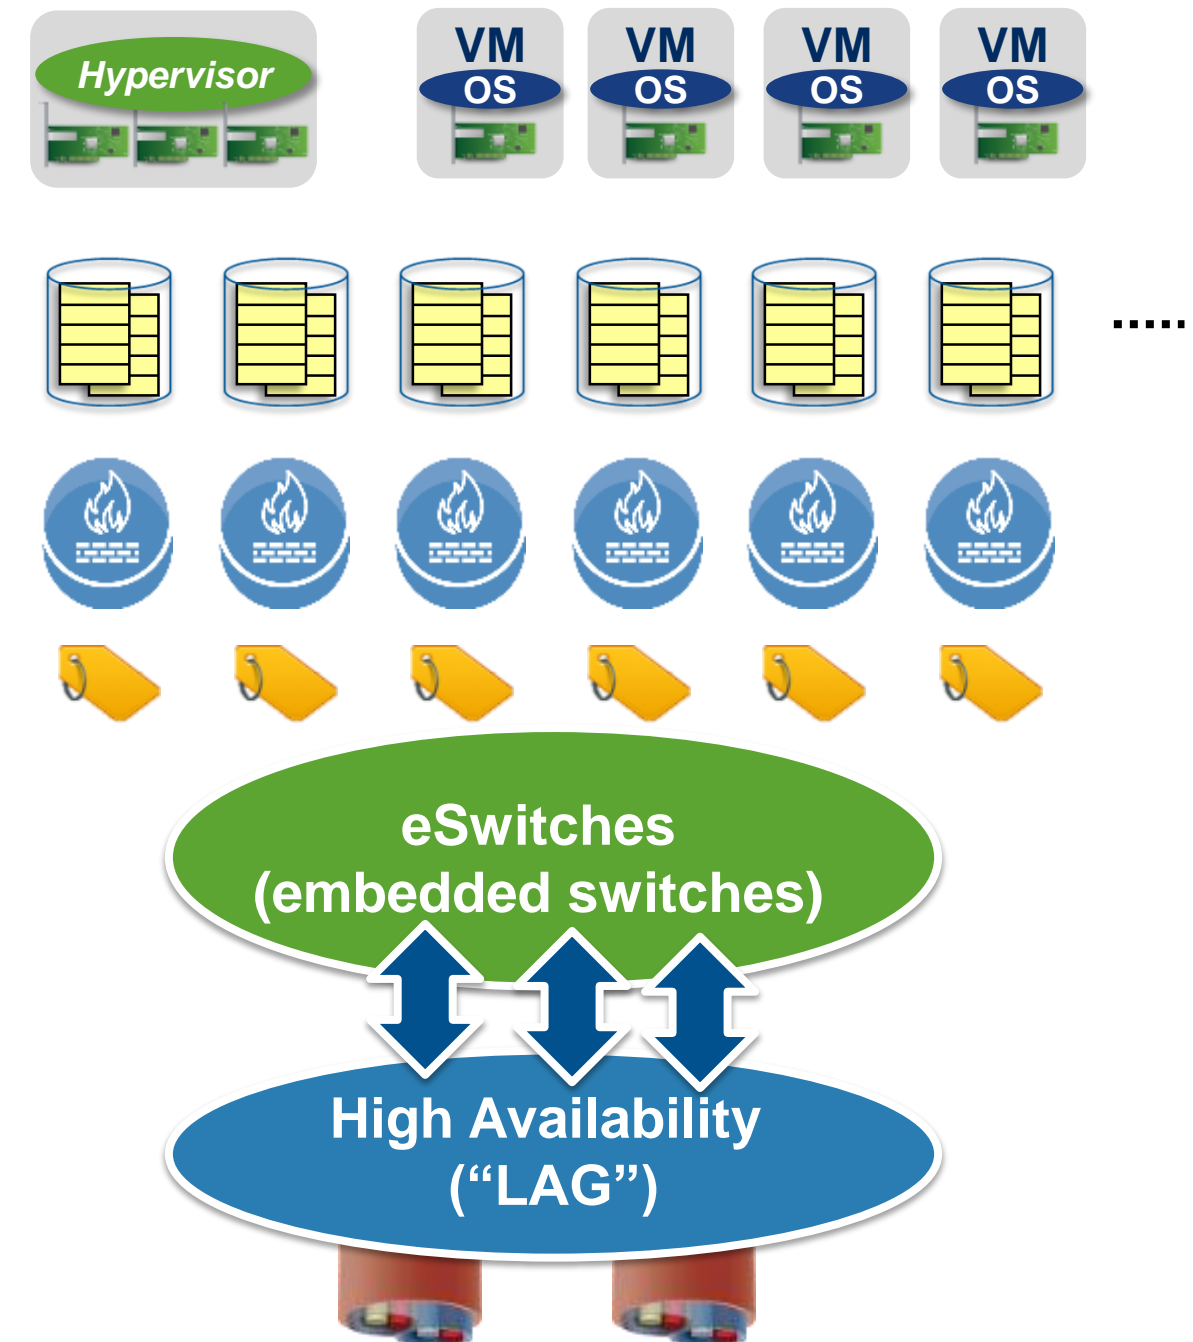 Hypervisor
VM
OS
VM
OS
VM
OS
VM
OS
.....
eSwitches
(embedded switches)
High Availability
(“LAG”)